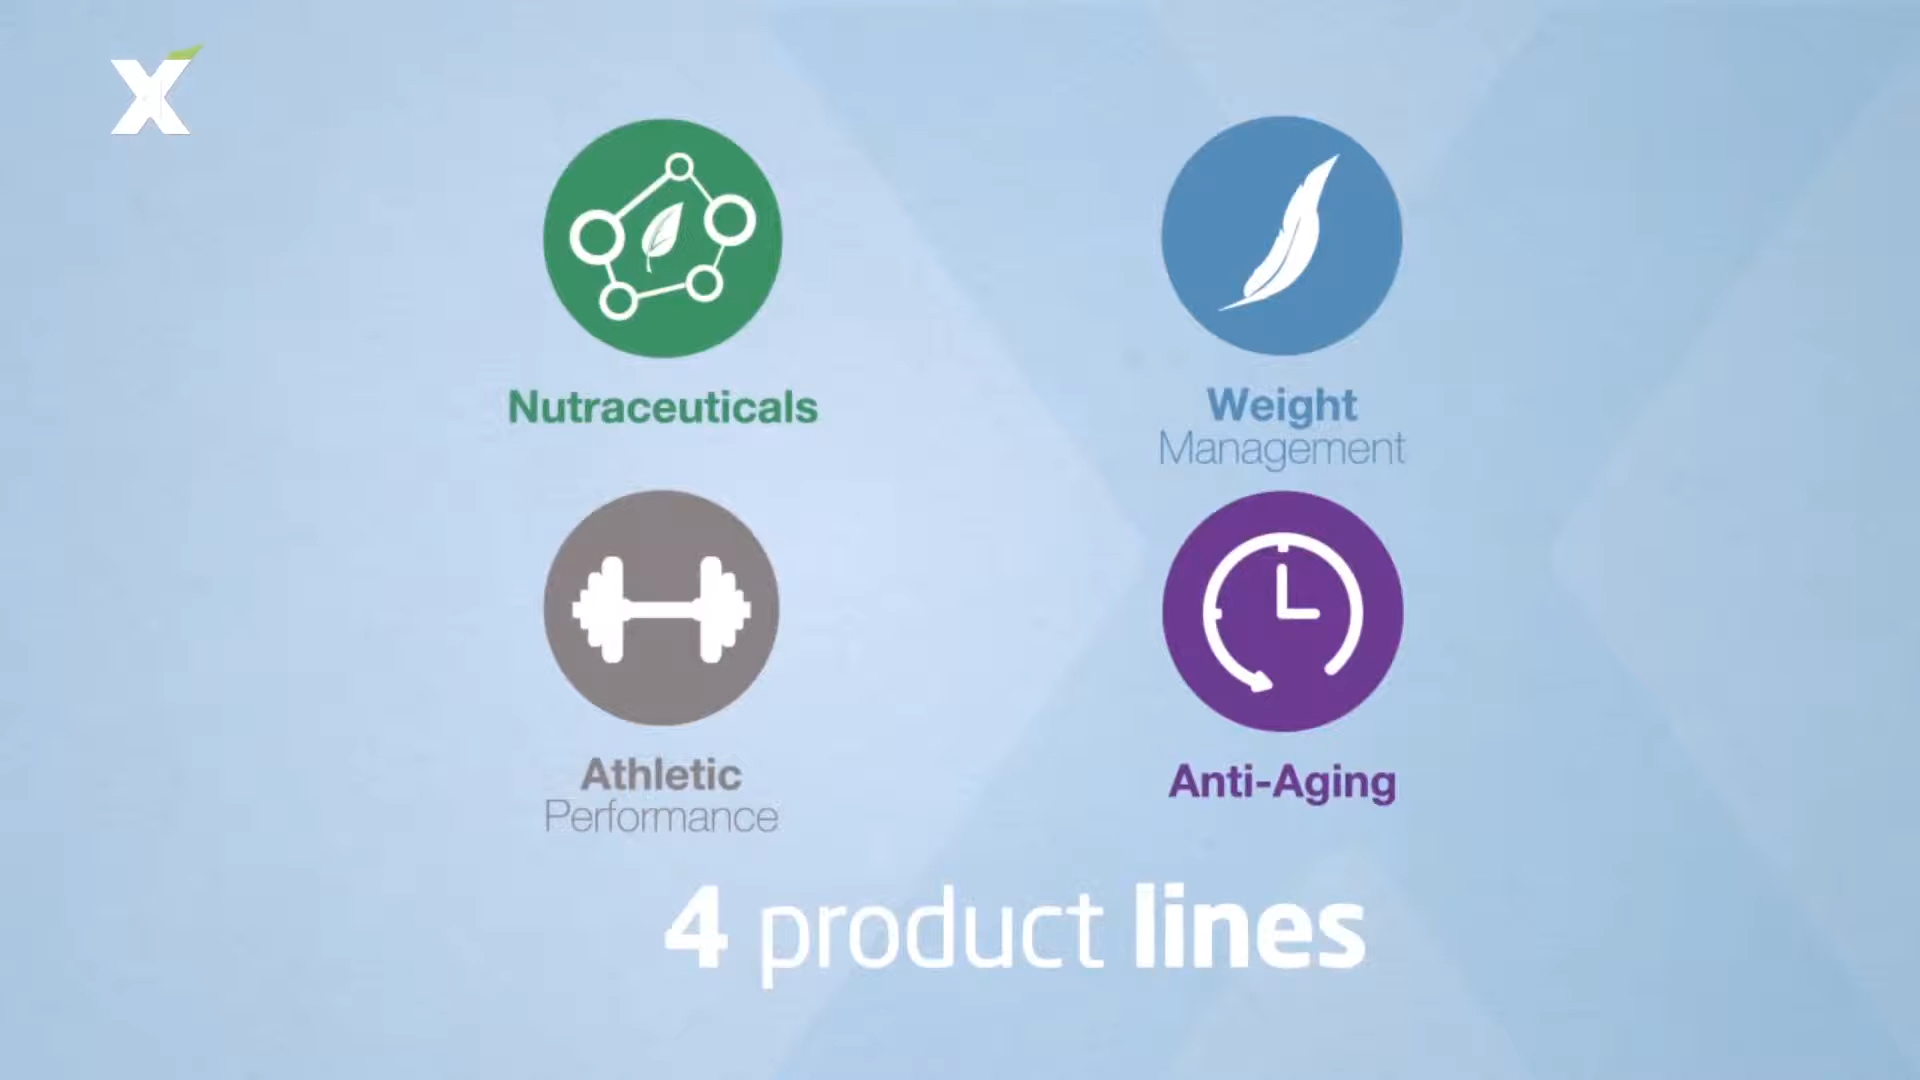 X
Nutraceuticals
Weight
Management
Athletic
Performance
Anti-Aging
4 product lines